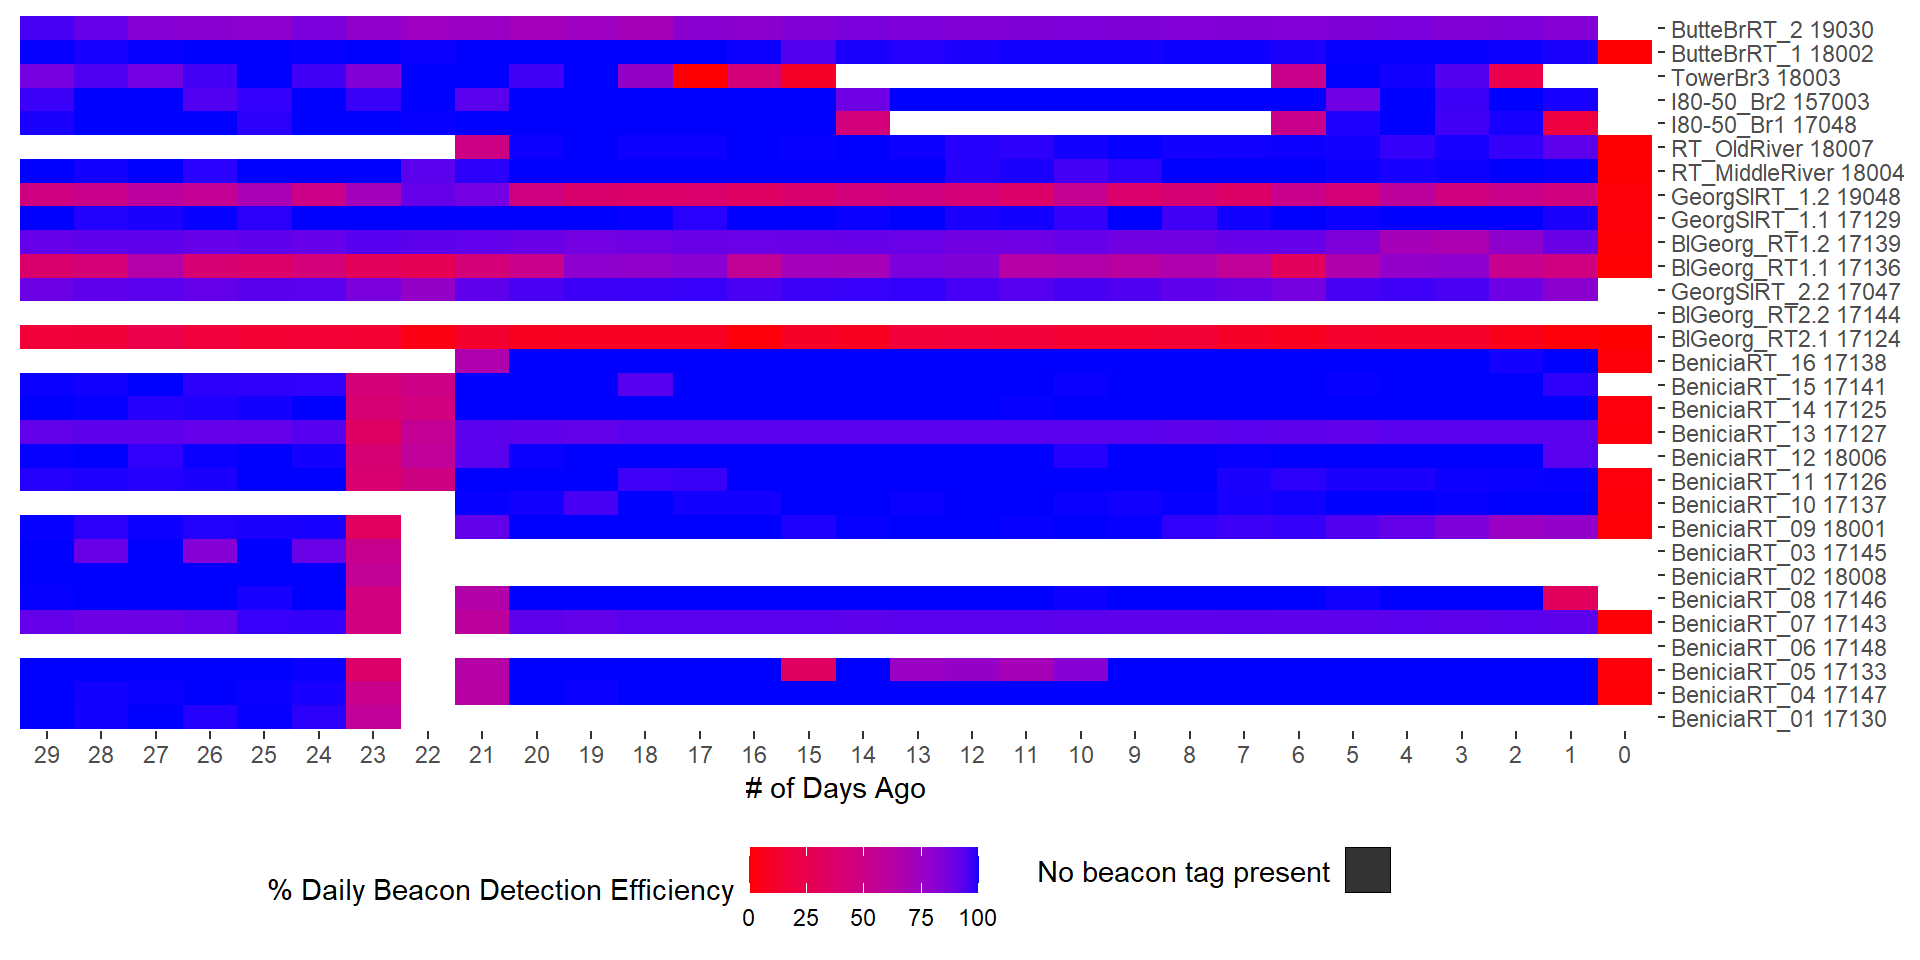 ButteBrRT_2 19030
ButteBrRT_1 18002
TowerBr3 18003
I80-50_Br2 157003
I80-50_Br1 17048
RT_OldRiver 18007
RT_MiddleRiver 18004
GeorgSlRT_1.2 19048
GeorgSlRT_1.1 17129
BlGeorg_RT1.2 17139
BlGeorg_RT1.1 17136
GeorgSlRT_2.2 17047
BlGeorg_RT2.2 17144
BlGeorg_RT2.1 17124
BeniciaRT_16 17138
BeniciaRT_15 17141
BeniciaRT_14 17125
BeniciaRT_13 17127
BeniciaRT_12 18006
BeniciaRT_11 17126
BeniciaRT_10 17137
BeniciaRT_09 18001
BeniciaRT_03 17145
BeniciaRT_02 18008
BeniciaRT_08 17146
BeniciaRT_07 17143
BeniciaRT_06 17148
BeniciaRT_05 17133
BeniciaRT_04 17147
BeniciaRT_01 17130
29 28 27 26 25 24 23 22 21 20 19 18 17 16 15 14 13 12 11 10 9 8 7 6 5 4 3 2 1 0
# of Days Ago
% Daily Beacon Detection Efficiency
0 25 50 75 100
No beacon tag present